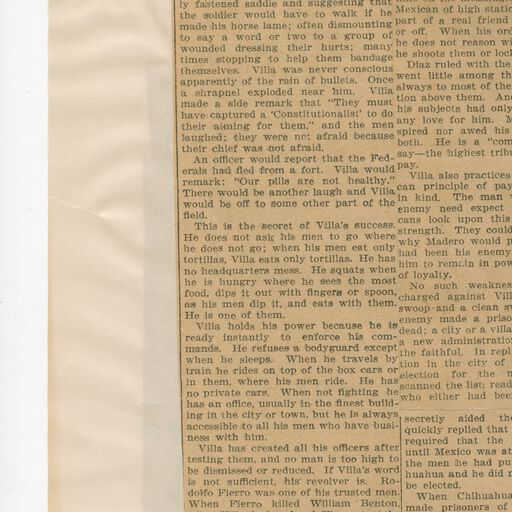 ly fastened saddle and suggesting that
the soldier would have to walk if he
made his horse lane; often dismounting
to say a word or two to a group of
wounded dressing their hurts; many
times stopping to help them bandage
themselves. Villa was never conscious
apparently of the rain of bullets. Once
a shrapnel exploded near him. Villa
made a side remark that "They must
have captured a 'Constitutionalist' to do
their aiming for them," and the men
laughed; they were not afraid because
their chief was not afraid.
An officer would report that the Fed-
erals had fled from a fort. Villa would
remark: "Our pills are not healthy."
There would be another laugh and Villa
would be off to some other part of the
field.
This is the secret of Villa's success.
He does not ask his men to go where
he does not go; when his men eat only
tortillas, Villa eats only tortillas. He has
no headquarters mess. He squats when
he is hungry where he sees the most
food, dips it out with fingers or spoon,
as his men dip it, and eats with them.
He is one of them.
Villa holds his power because he is
ready instantly to enforce his com-
mands. He refuses a bodyguard except
when he sleeps. When he travels by
train he rides on top of the box cars or
in them, where his men ride. He has
no private cars. When not fighting he
has an office, usually in the finest build-
ing in the city or town, but he is always
accessible to all his men who have busi-
ness with him.
Villa has created all his officers after
testing them, and no man is too high to
be dismissed or reduced. If Villa's word
is not sufficient, his revolver is. Ro-
dolfo Fierro was one of his trusted men.
When Fierro killed William Benton,
Mexican of high static
part of a real friend
or off. When his ord
he does not reason wi
he shoots them or lock
Diaz ruled with the
went little among th
always to most of the
tion above them. An
his subjects had only
any love for him. M
spired nor awed his
both. He is a "com
say—the highest tribu
pay.
Villa also practices
can principle of pay
in kind. The man
enemy need expect
cans look upon this
strength. They could
why Madero would p
had been his enemy
him to remain in pow
of loyalty.
No such weaknes
charged against Vill
swoop and a clean sw
enemy made a priso
dead; a city or a villa
a new administratio
the faithful. In repl
tion in the city of
election for the m
scanned the list; read
who either had bee
secretly aided the
quickly replied that
required that the
until Mexico was at
the men he had pu
huahua and he did n
be elected.
When Chihuahua
made prisoners of